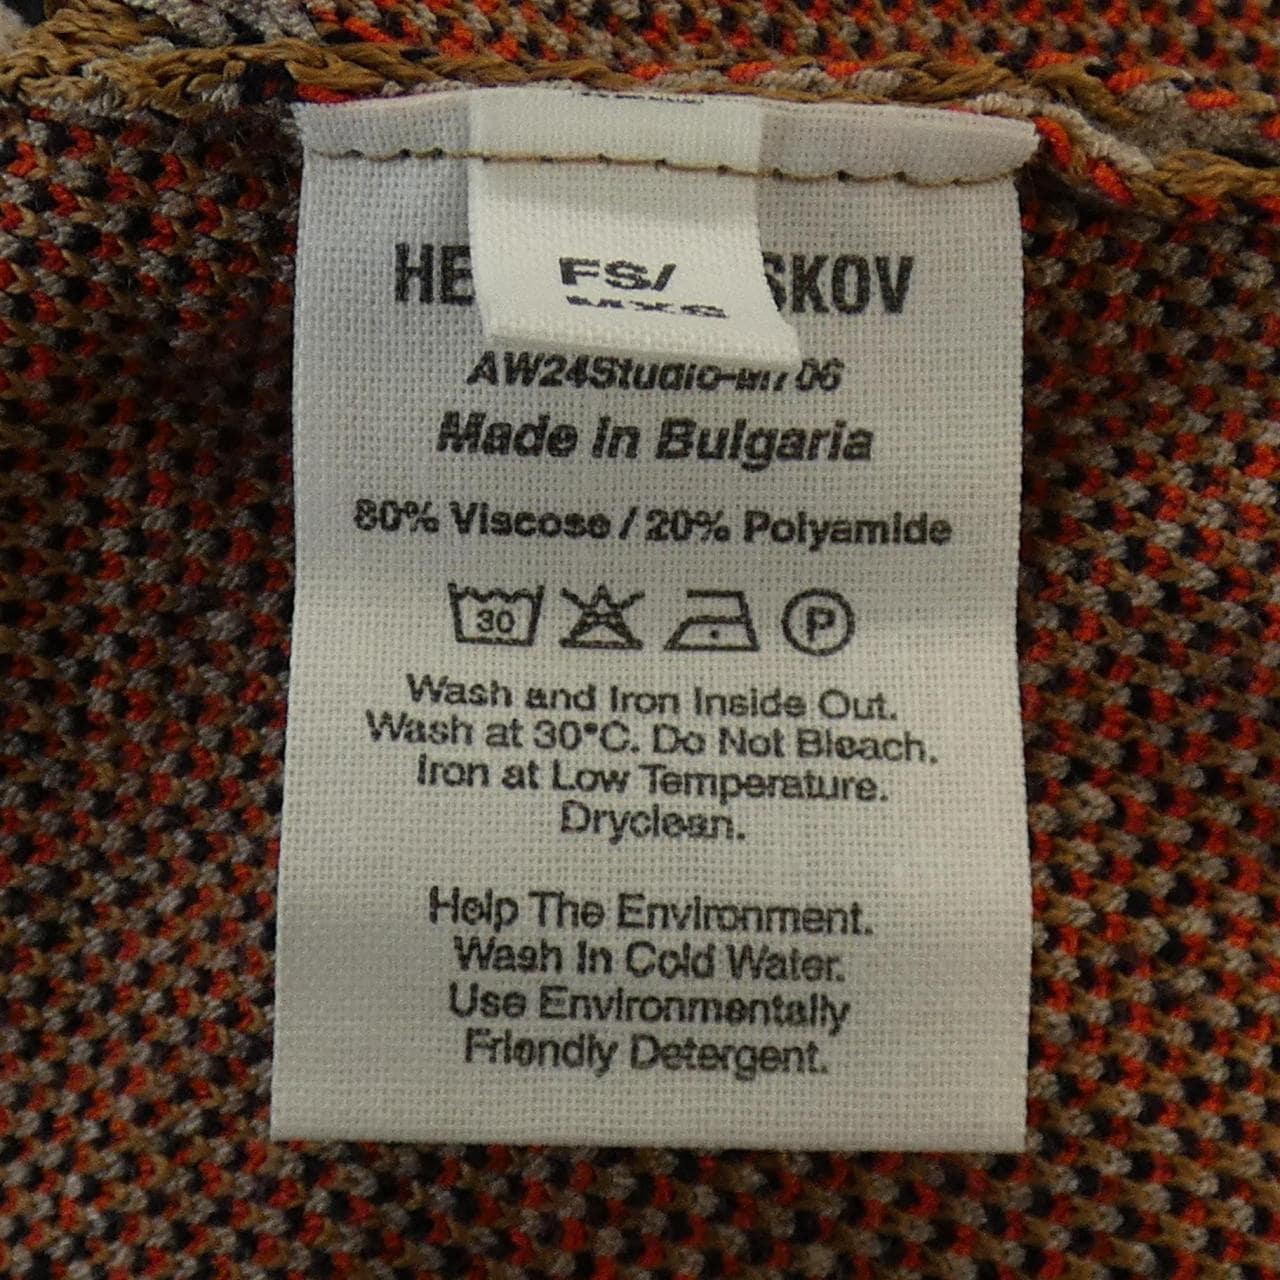 FS/
MXS
HE SKOV
Made in Bulgaria
80% Viscose / 20% Polyamide
30
P
Wash and Iron Inside Out.
Wash at 30°C. Do Not Bleach.
Iron at Low Temperature.
Dryclean.
Help The Environment.
Wash In Cold Water.
Use Environmentally
Friendly Detergent.